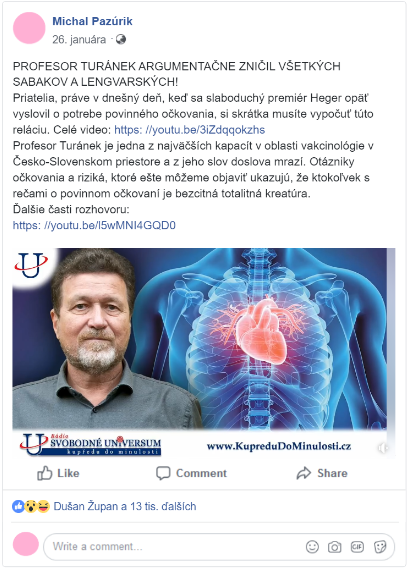 Michal Pazúrik
26. januára ·
PROFESOR TURÁNEK ARGUMENTAČNE ZNIČIL VŠETKÝCH
SABAKOV A LENGVARSKÝCH!
Priatelia, práve v dnešný deň, keď sa slaboduchý premiér Heger opäť
vyslovil o potrebe povinného očkovania, si skrátka musíte vypočuť túto
reláciu. Celé video: https: //youtu.be/3iZdqqokzhs
Profesor Turánek je jedna z najväčších kapacít v oblasti vakcinológie v
Česko-Slovenskom priestore a z jeho slov doslova mrazí. Otázniky
očkovania a riziká, ktoré ešte môžeme objaviť ukazujú, že ktokoľvek s
rečami o povinnom očkovaní je bezcitná totalitná kreatúra.
Ďalšie časti rozhovoru:
https: //youtu.be/I5wMNI4GQD0
U
Rádio
SVOBODNÉ UNIVERSUM
kupředu do minulosti
www.KupreduDoMinulosti.cz
Like Comment Share
Dušan Župan a 13 tis. ďalších
Write a comment...
GIF